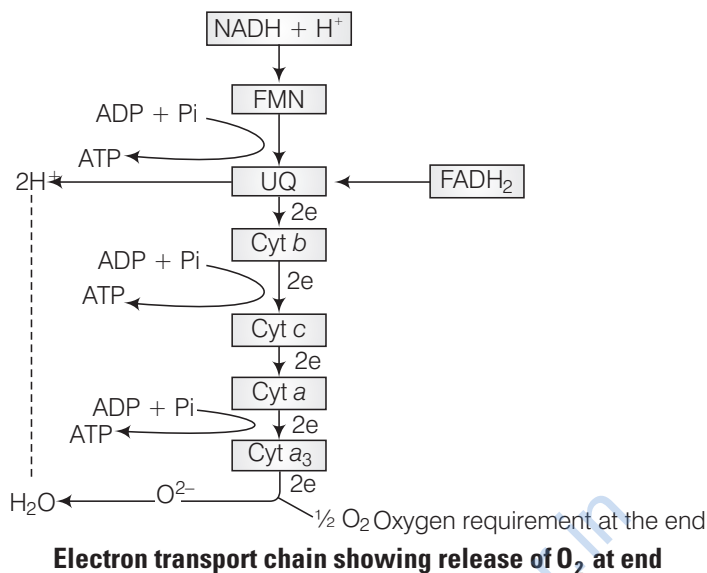 NADH + H⁺
FMN
ADP + Pi
ATP
2H⁺
UQ
FADH₂
2e
Cyt b
ADP + Pi
2e
ATP
Cyt c
2e
Cyt a
ADP + Pi
2e
ATP
Cyt a₃
2e
H₂O
O²⁻
½ O₂ Oxygen requirement at the end
Electron transport chain showing release of O₂ at end